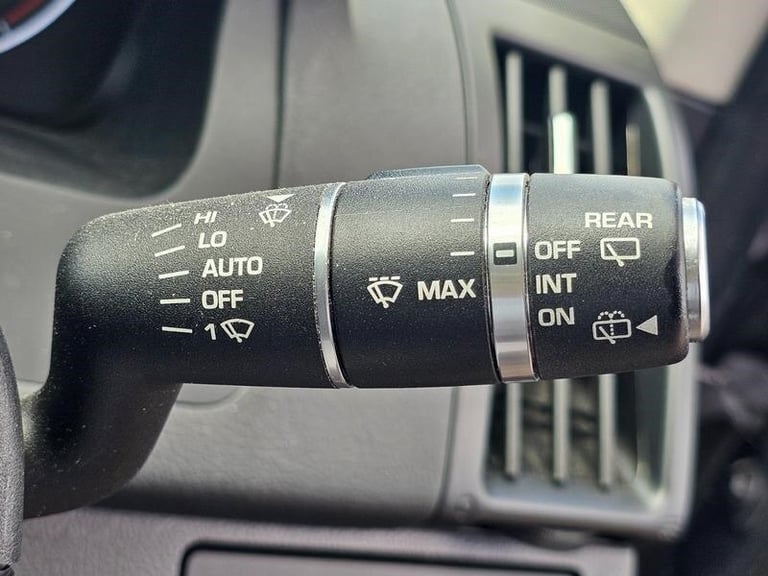 HI
LO
AUTO
OFF
1
MAX
REAR
OFF
INT
ON